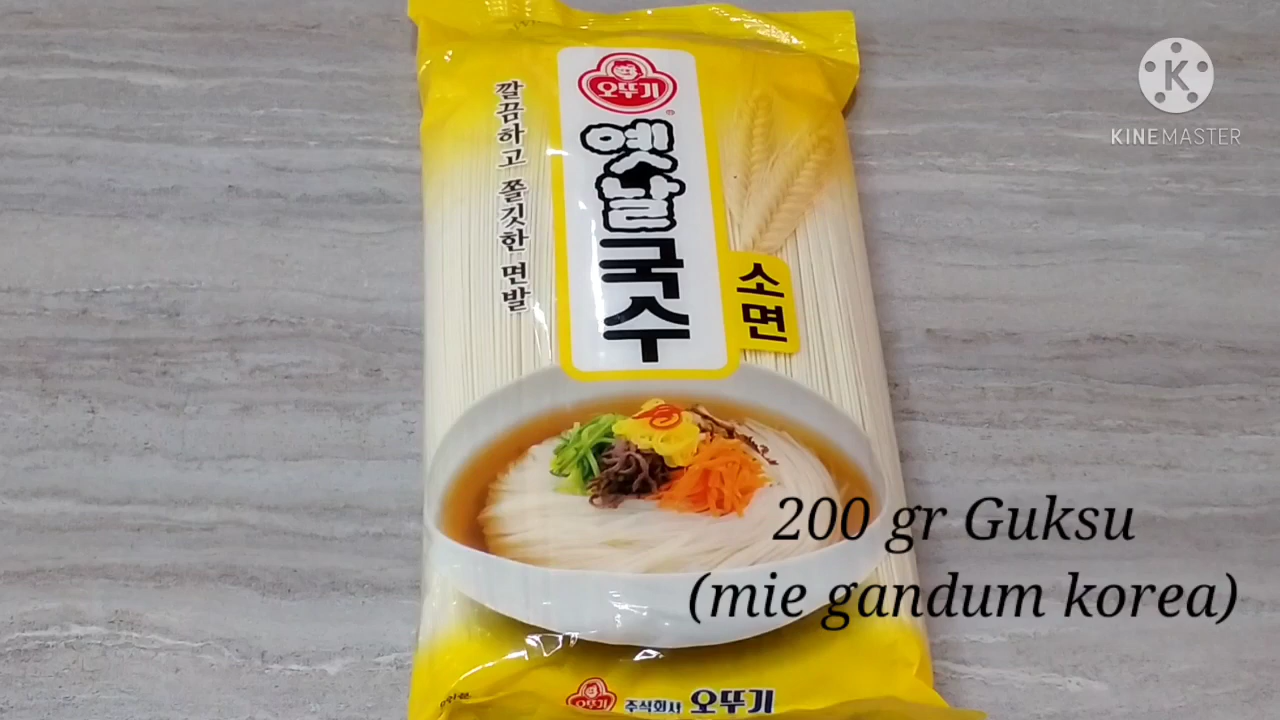 오뚜기
옛날
국수
소면
깔끔하고 쫄깃한 면발
KINEMASTER
200 gr Guksu
(mie gandum korea)
주식회사 오뚜기